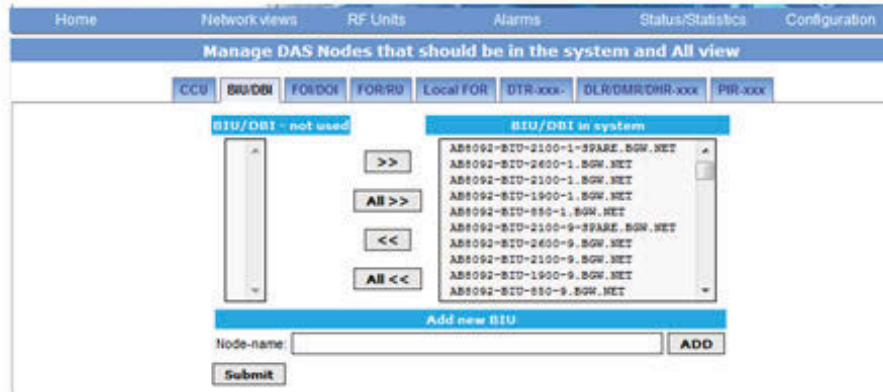 Home Network views RF Units Alarms Status/Statistics Configuration
Manage DAS Nodes that should be in the system and All view
CCU BIU/DBI FOI/DOI FOR/RU Local FOR DTR-xxx- DLR/DMR/DHR-xxx PIR-xxx
BIU/DBI - not used
BIU/DBI in system
>>
All >>
<<
All <<
AB8092-BIU-2100-1-SPARE.BGW.NET
AB8092-BIU-2600-1.BGW.NET
AB8092-BIU-2100-1.BGW.NET
AB8092-BIU-1900-1.BGW.NET
AB8092-BIU-850-1.BGW.NET
AB8092-BIU-2100-9-SPARE.BGW.NET
AB8092-BIU-2600-9.BGW.NET
AB8092-BIU-2100-9.BGW.NET
AB8092-BIU-1900-9.BGW.NET
AB8092-BIU-850-9.BGW.NET
Add new BIU
Node-name: ADD
Submit